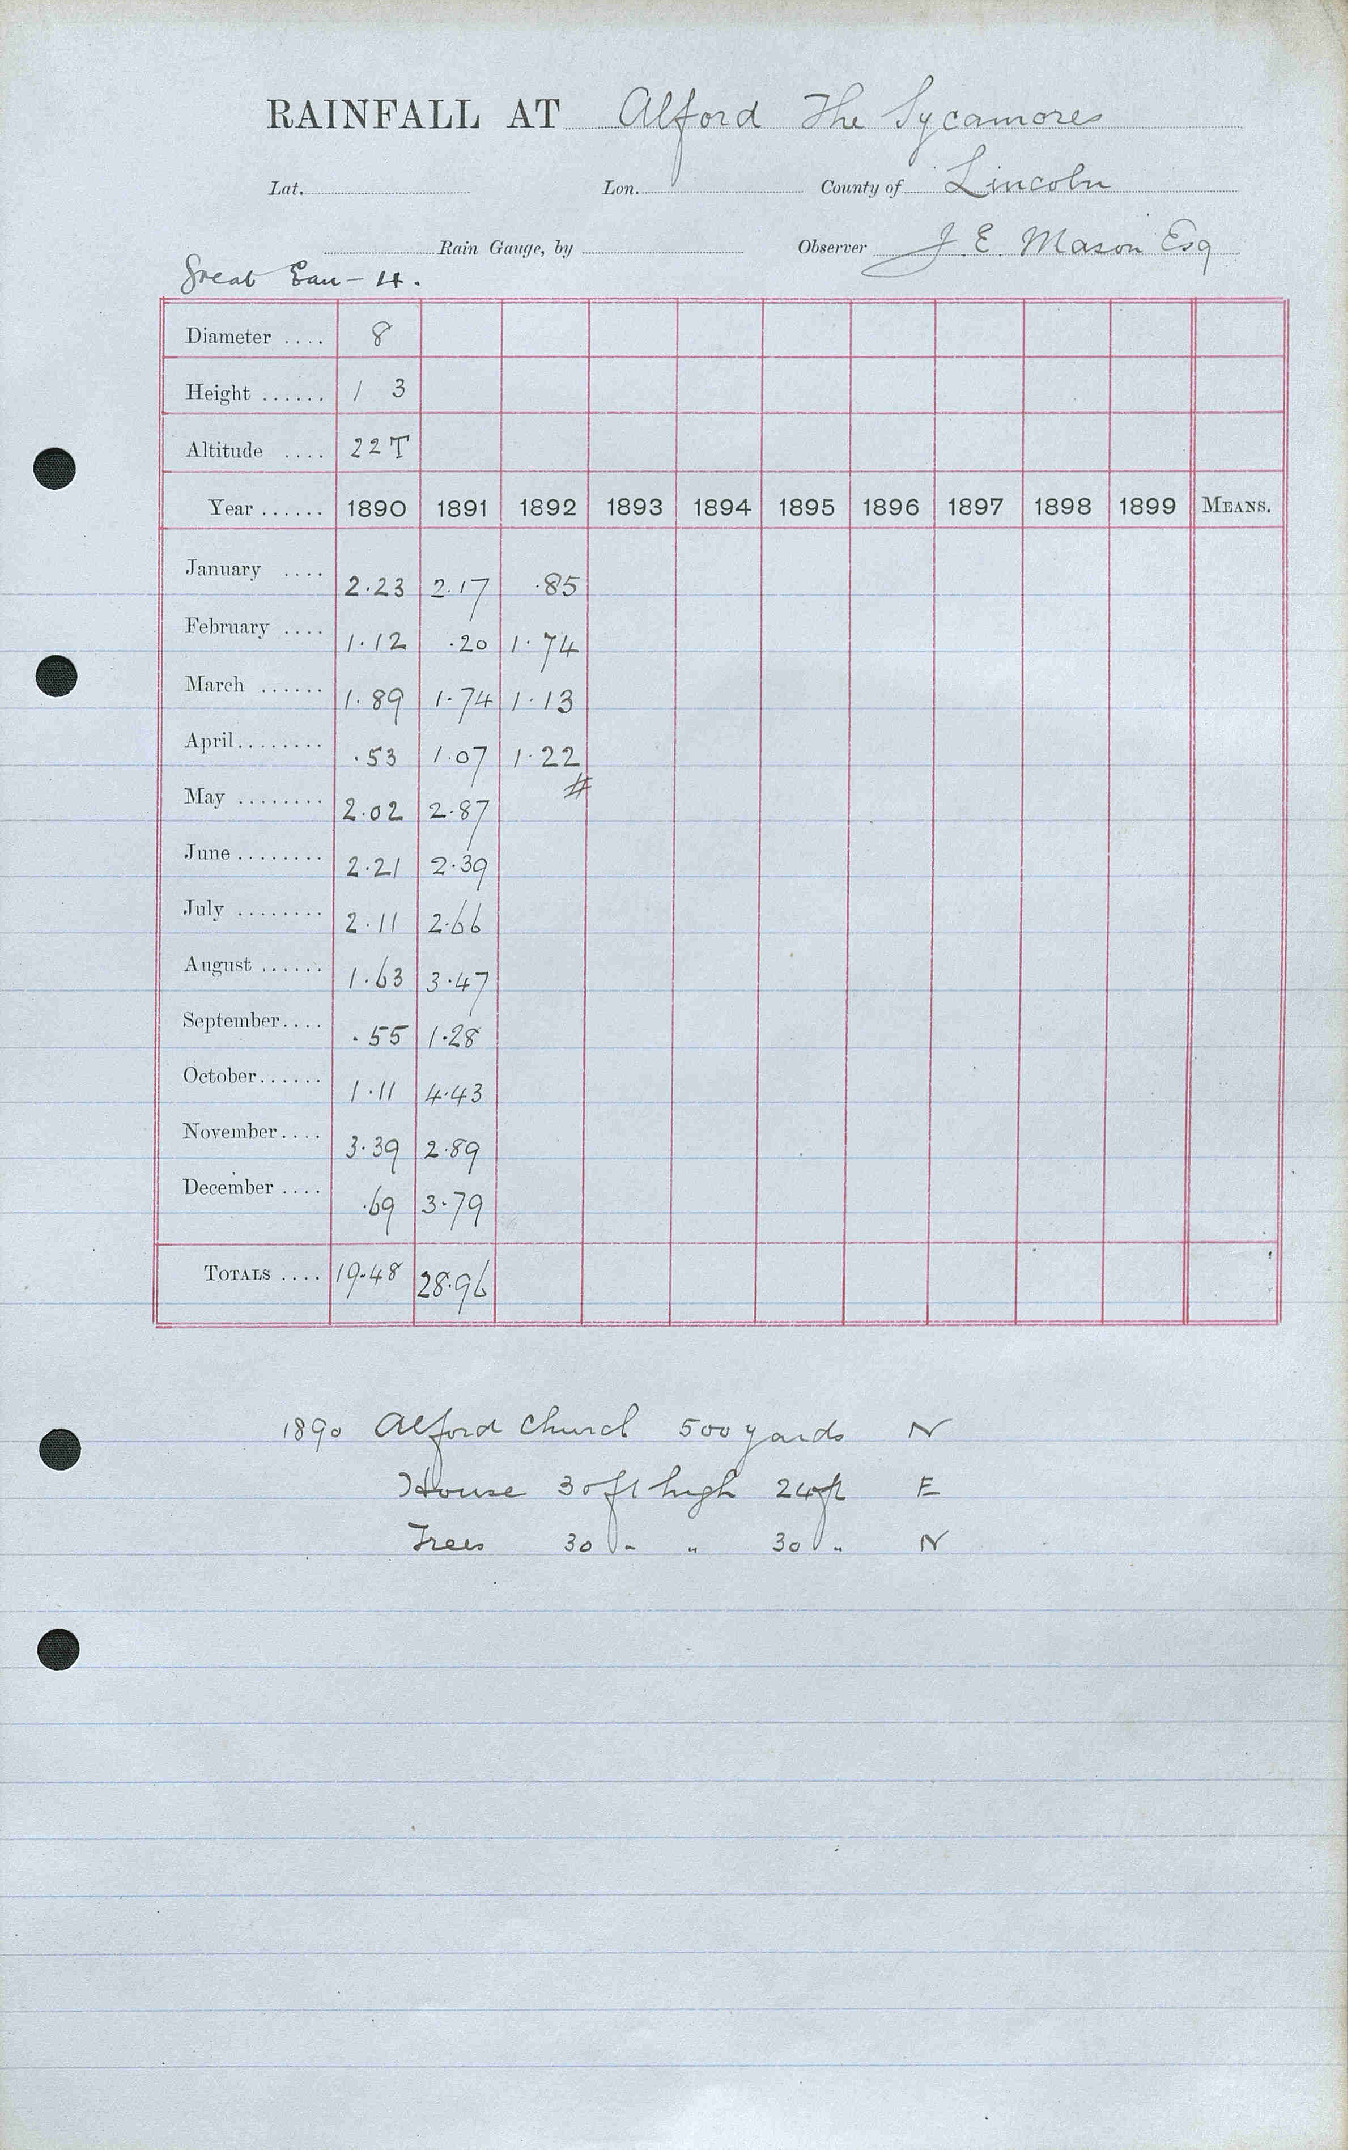 RAINFALL AT Alford The Sycamores
Lat. Lon. County of Lincoln
Rain Gauge, by Observer J. E. Mason Esq
Great Eau - 4.
Diameter .... 8
Height ...... 1 3
Altitude .... 22 T
Year ...... 1890 1891 1892 1893 1894 1895 1896 1897 1898 1899 MEANS.
January .... 2.23 2.17 .85
February .... 1.12 .20 1.74
March ...... 1.89 1.74 1.13
April........ .53 1.07 1.22
#
May ........ 2.02 2.87
June ........ 2.21 2.39
July ........ 2.11 2.66
August ...... 1.63 3.47
September.... .55 1.28
October...... 1.11 4.43
November.... 3.39 2.89
December .... .69 3.79
TOTALS .... 19.48 28.96
1890 Alford Church 500 yards N
House 30 ft high 24 ft E
Trees 30 " " 30 " N